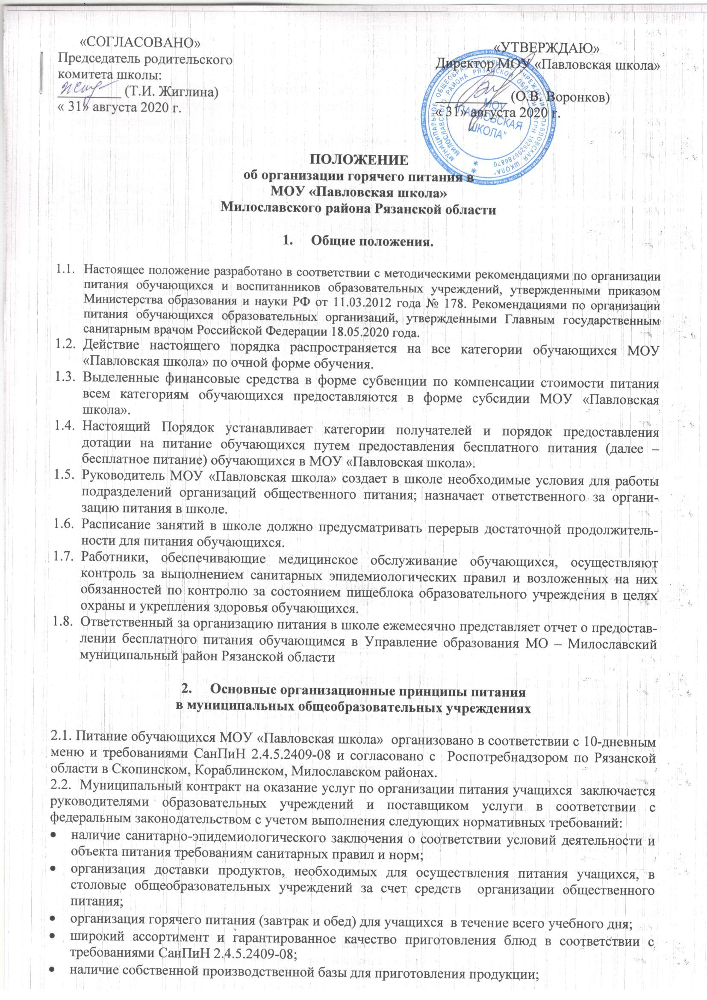 «СОГЛАСОВАНО»
Председатель родительского
комитета школы:
(Т.И. Жиглина)
« 31» августа 2020 г.
«УТВЕРЖДАЮ»
Директор МОУ «Павловская школа»
(О.В. Воронков)
« 31» августа 2020 г.
МУНИЦИПАЛЬНОЕ ОБЩЕОБРАЗОВАТЕЛЬНОЕ УЧРЕЖДЕНИЕ "ПАВЛОВСКАЯ ШКОЛА"
МИЛОСЛАВСКОГО РАЙОНА РЯЗАНСКОЙ ОБЛАСТИ ОГРН 1026200780870
МОУ
"ПАВЛОВСКАЯ
ШКОЛА"
ПОЛОЖЕНИЕ
об организации горячего питания в
МОУ «Павловская школа»
Милославского района Рязанской области
1. Общие положения.
1.1. Настоящее положение разработано в соответствии с методическими рекомендациями по организации
питания обучающихся и воспитанников образовательных учреждений, утвержденными приказом
Министерства образования и науки РФ от 11.03.2012 года № 178. Рекомендациями по организации
питания обучающихся образовательных организаций, утвержденными Главным государственным
санитарным врачом Российской Федерации 18.05.2020 года.
1.2. Действие настоящего порядка распространяется на все категории обучающихся МОУ
«Павловская школа» по очной форме обучения.
1.3. Выделенные финансовые средства в форме субвенции по компенсации стоимости питания
всем категориям обучающихся предоставляются в форме субсидии МОУ «Павловская
школа».
1.4. Настоящий Порядок устанавливает категории получателей и порядок предоставления
дотации на питание обучающихся путем предоставления бесплатного питания (далее –
бесплатное питание) обучающихся в МОУ «Павловская школа».
1.5. Руководитель МОУ «Павловская школа» создает в школе необходимые условия для работы
подразделений организаций общественного питания; назначает ответственного за органи-
зацию питания в школе.
1.6. Расписание занятий в школе должно предусматривать перерыв достаточной продолжитель-
ности для питания обучающихся.
1.7. Работники, обеспечивающие медицинское обслуживание обучающихся, осуществляют
контроль за выполнением санитарных эпидемиологических правил и возложенных на них
обязанностей по контролю за состоянием пищеблока образовательного учреждения в целях
охраны и укрепления здоровья обучающихся.
1.8. Ответственный за организацию питания в школе ежемесячно представляет отчет о предостав-
лении бесплатного питания обучающимся в Управление образования МО – Милославский
муниципальный район Рязанской области
2. Основные организационные принципы питания
в муниципальных общеобразовательных учреждениях
2.1. Питание обучающихся МОУ «Павловская школа» организовано в соответствии с 10-дневным
меню и требованиями СанПиН 2.4.5.2409-08 и согласовано с Роспотребнадзором по Рязанской
области в Скопинском, Кораблинском, Милославском районах.
2.2. Муниципальный контракт на оказание услуг по организации питания учащихся заключается
руководителями образовательных учреждений и поставщиком услуги в соответствии с
федеральным законодательством с учетом выполнения следующих нормативных требований:
• наличие санитарно-эпидемиологического заключения о соответствии условий деятельности и
объекта питания требованиям санитарных правил и норм;
• организация доставки продуктов, необходимых для осуществления питания учащихся, в
столовые общеобразовательных учреждений за счет средств организации общественного
питания;
• организация горячего питания (завтрак и обед) для учащихся в течение всего учебного дня;
• широкий ассортимент и гарантированное качество приготовления блюд в соответствии с
требованиями СанПиН 2.4.5.2409-08;
• наличие собственной производственной базы для приготовления продукции;